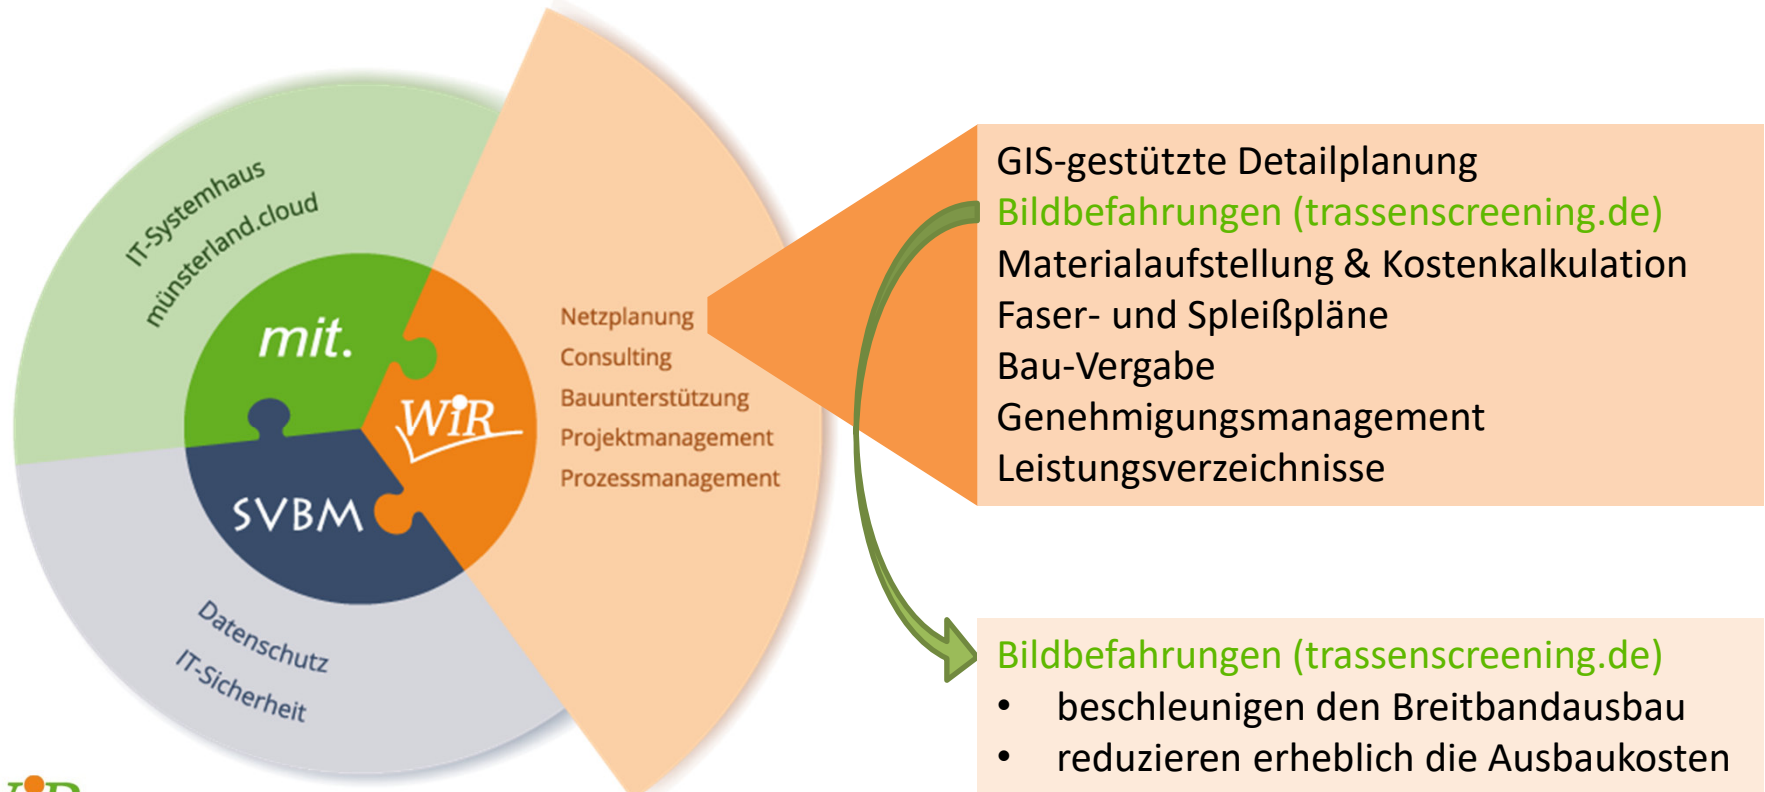 IT-Systemhaus
münsterland.cloud
mit.
WiR
SVBM
Datenschutz
IT-Sicherheit
Netzplanung
Consulting
Bauunterstützung
Projektmanagement
Prozessmanagement
GIS-gestützte Detailplanung
Bildbefahrungen (trassenscreening.de)
Materialaufstellung & Kostenkalkulation
Faser- und Spleißpläne
Bau-Vergabe
Genehmigungsmanagement
Leistungsverzeichnisse
Bildbefahrungen (trassenscreening.de)
• beschleunigen den Breitbandausbau
• reduzieren erheblich die Ausbaukosten